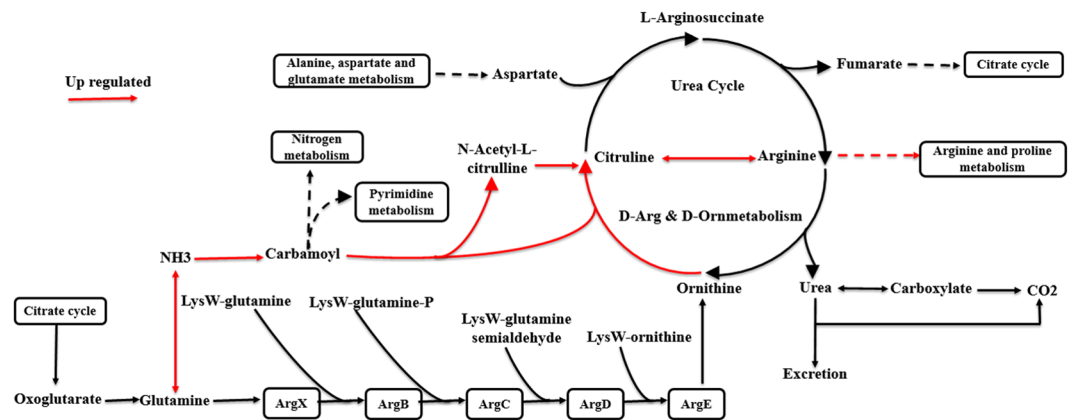 L-Arginosuccinate
Alanine, aspartate and
glutamate metabolism
Aspartate
Fumarate
Citrate cycle
Up regulated
Urea Cycle
Nitrogen
metabolism
N-Acetyl-L-
citrulline
Citruline
Arginine
Arginine and proline
metabolism
Pyrimidine
metabolism
D-Arg & D-Ornmetabolism
NH3
Carbamoyl
Ornithine
Urea
Carboxylate
CO2
Citrate cycle
LysW-glutamine
LysW-glutamine-P
LysW-glutamine
semialdehyde
LysW-ornithine
Excretion
Oxoglutarate
Glutamine
ArgX
ArgB
ArgC
ArgD
ArgE